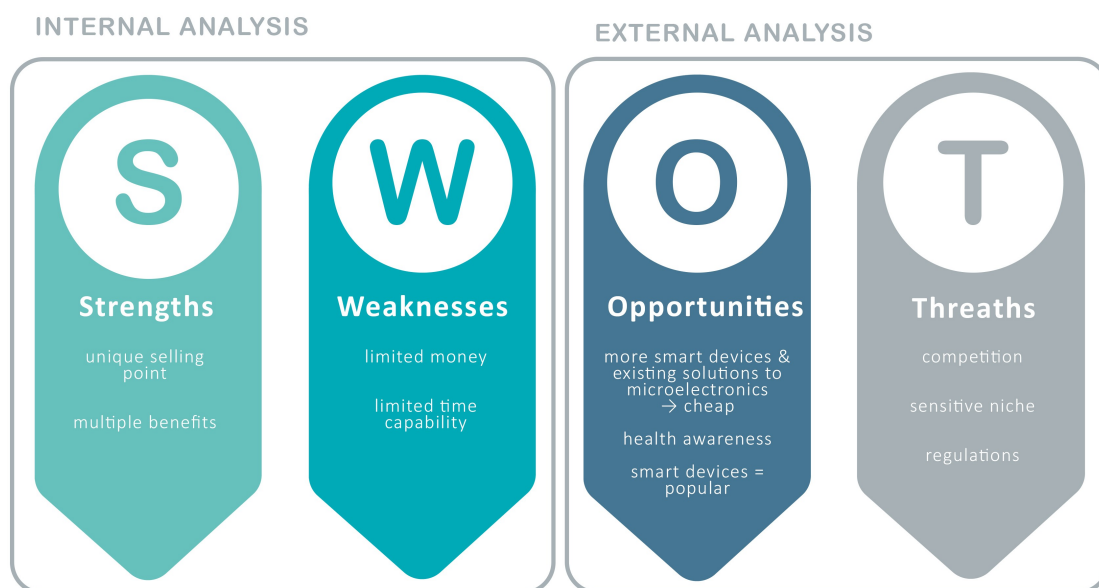 INTERNAL ANALYSIS
EXTERNAL ANALYSIS
S
Strengths
unique selling
point
multiple benefits
W
Weaknesses
limited money
limited time
capability
O
Opportunities
more smart devices &
existing solutions to
microelectronics
→ cheap
health awareness
smart devices =
popular
T
Threaths
competition
sensitive niche
regulations